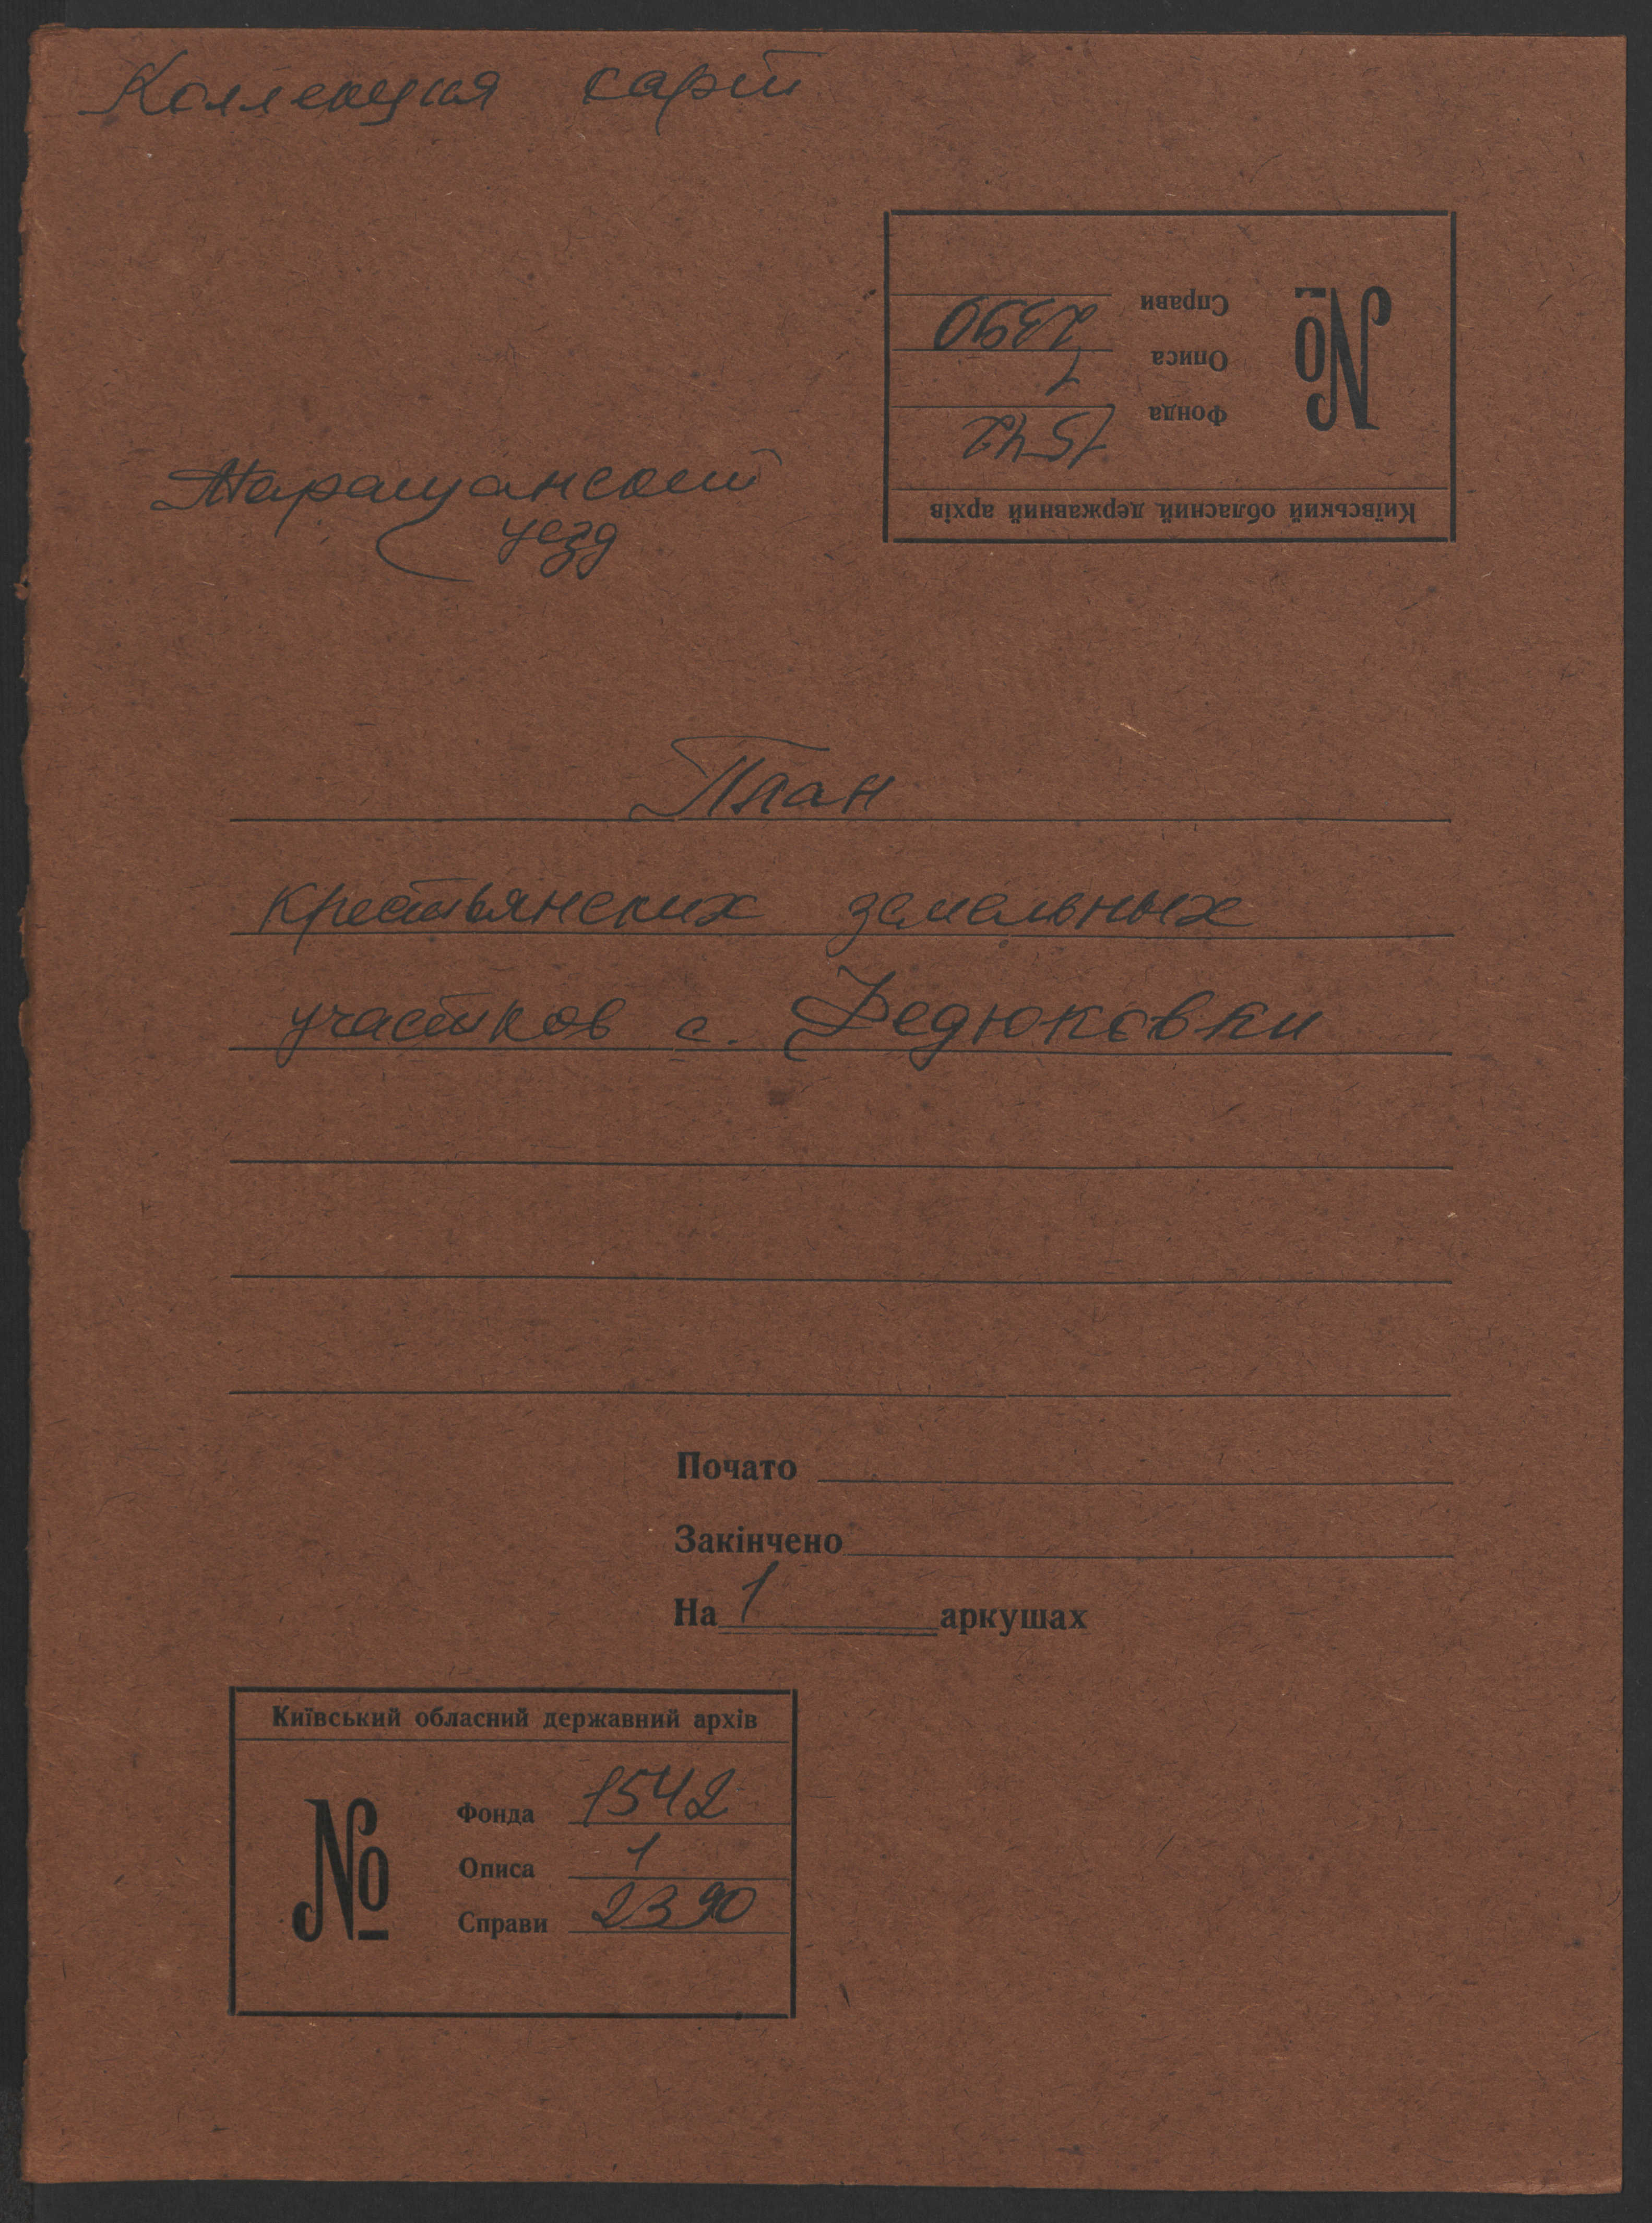 Коллекция карт
Київський обласний державний архів
№
Фонда 1542
Описа 1
Справи 2390
Таращанский
уезд
План
крестьянских земельных
участков с. Федюковки
Почато
Закінчено
На 1 аркушах
Київський обласний державний архів
№
Фонда 1542
Описа 1
Справи 2390